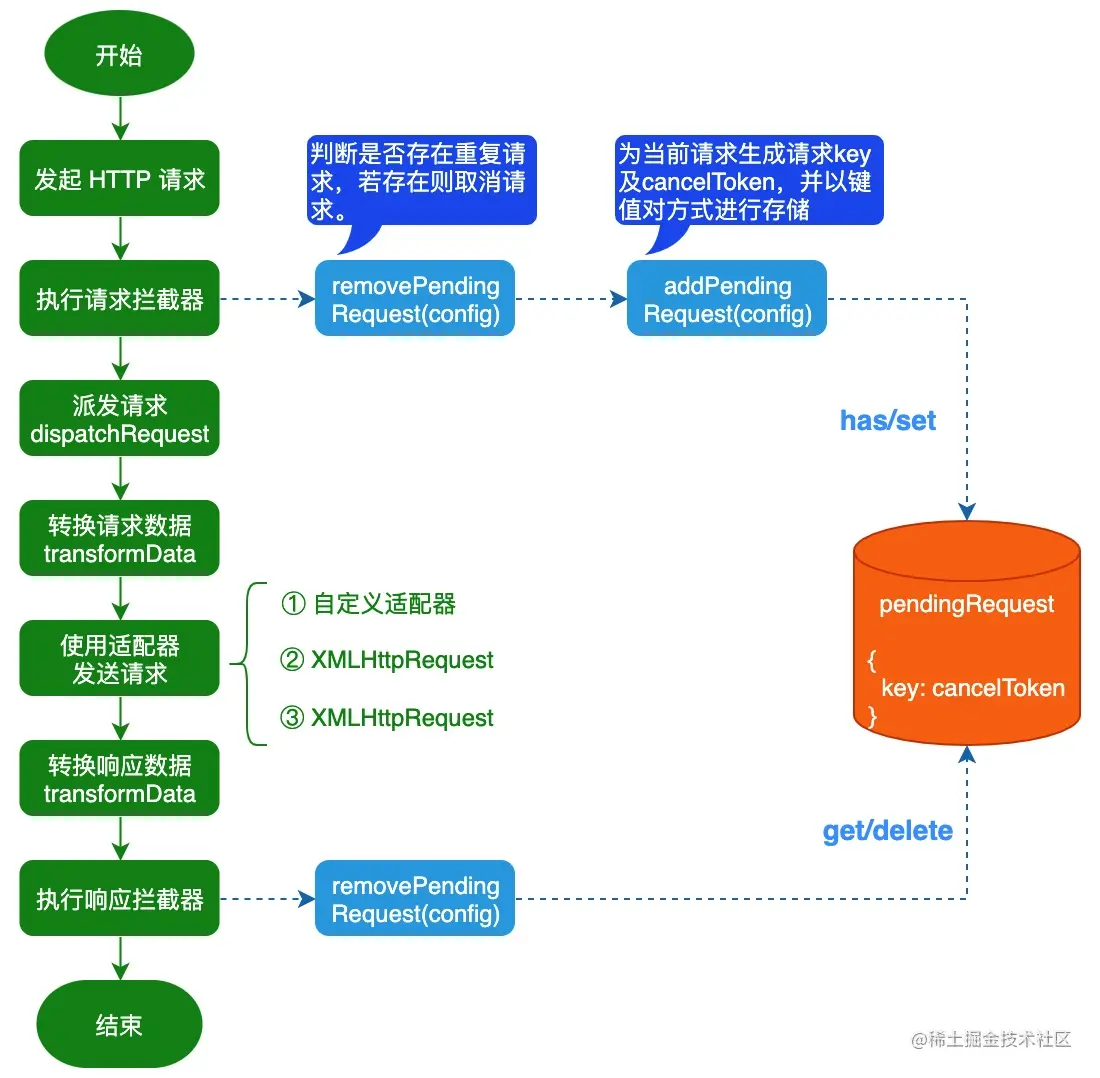 开始
发起 HTTP 请求
判断是否存在重复请
求，若存在则取消请
求。
为当前请求生成请求key
及cancelToken，并以键
值对方式进行存储
执行请求拦截器
removePending
Request(config)
addPending
Request(config)
派发请求
dispatchRequest
has/set
转换请求数据
transformData
使用适配器
发送请求
① 自定义适配器
② XMLHttpRequest
③ XMLHttpRequest
pendingRequest
{
key: cancelToken
}
转换响应数据
transformData
get/delete
执行响应拦截器
removePending
Request(config)
结束
@稀土掘金技术社区